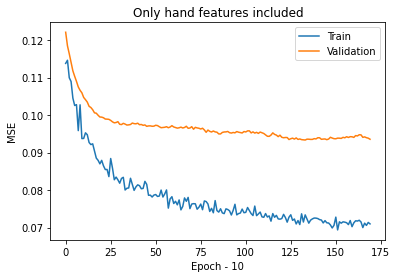 Only hand features included
Train
Validation
MSE
0.12
0.11
0.10
0.09
0.08
0.07
0 25 50 75 100 125 150 175
Epoch - 10